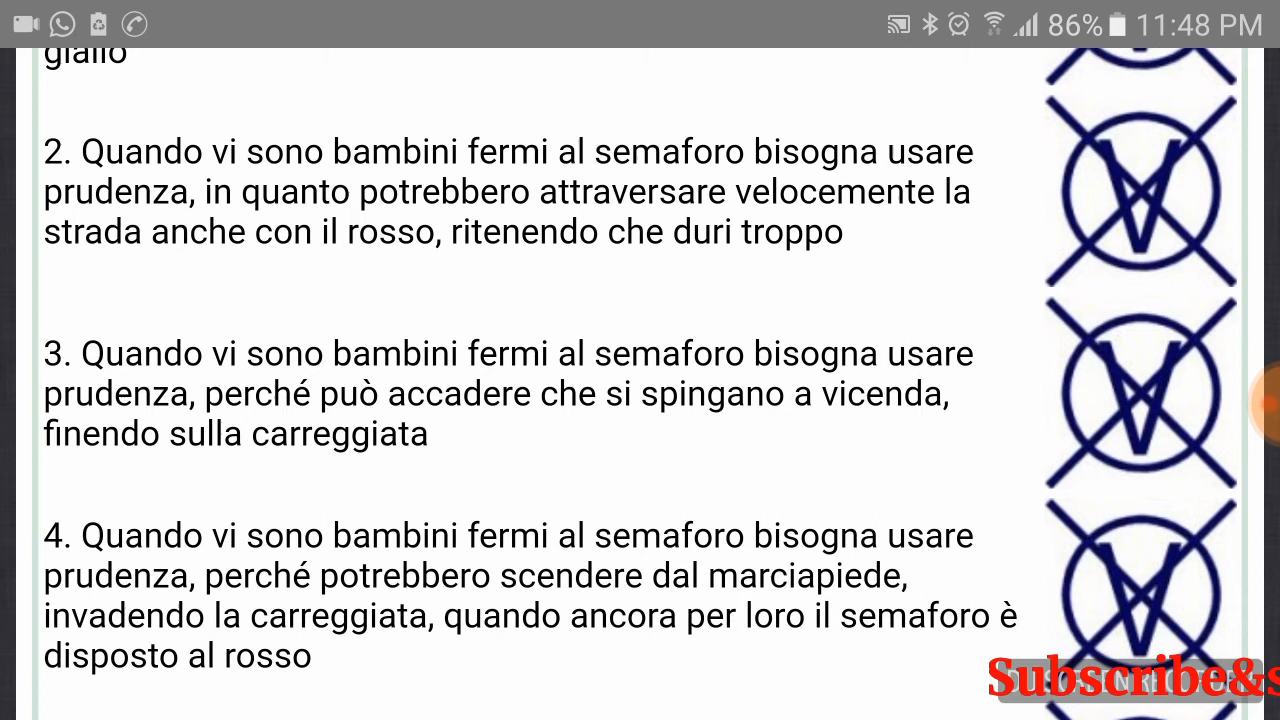 86% 11:48 PM
giallo
2. Quando vi sono bambini fermi al semaforo bisogna usare
prudenza, in quanto potrebbero attraversare velocemente la
strada anche con il rosso, ritenendo che duri troppo
V
3. Quando vi sono bambini fermi al semaforo bisogna usare
prudenza, perché può accadere che si spingano a vicenda,
finendo sulla carreggiata
V
4. Quando vi sono bambini fermi al semaforo bisogna usare
prudenza, perché potrebbero scendere dal marciapiede,
invadendo la carreggiata, quando ancora per loro il semaforo è
disposto al rosso
V
Subscribe&s